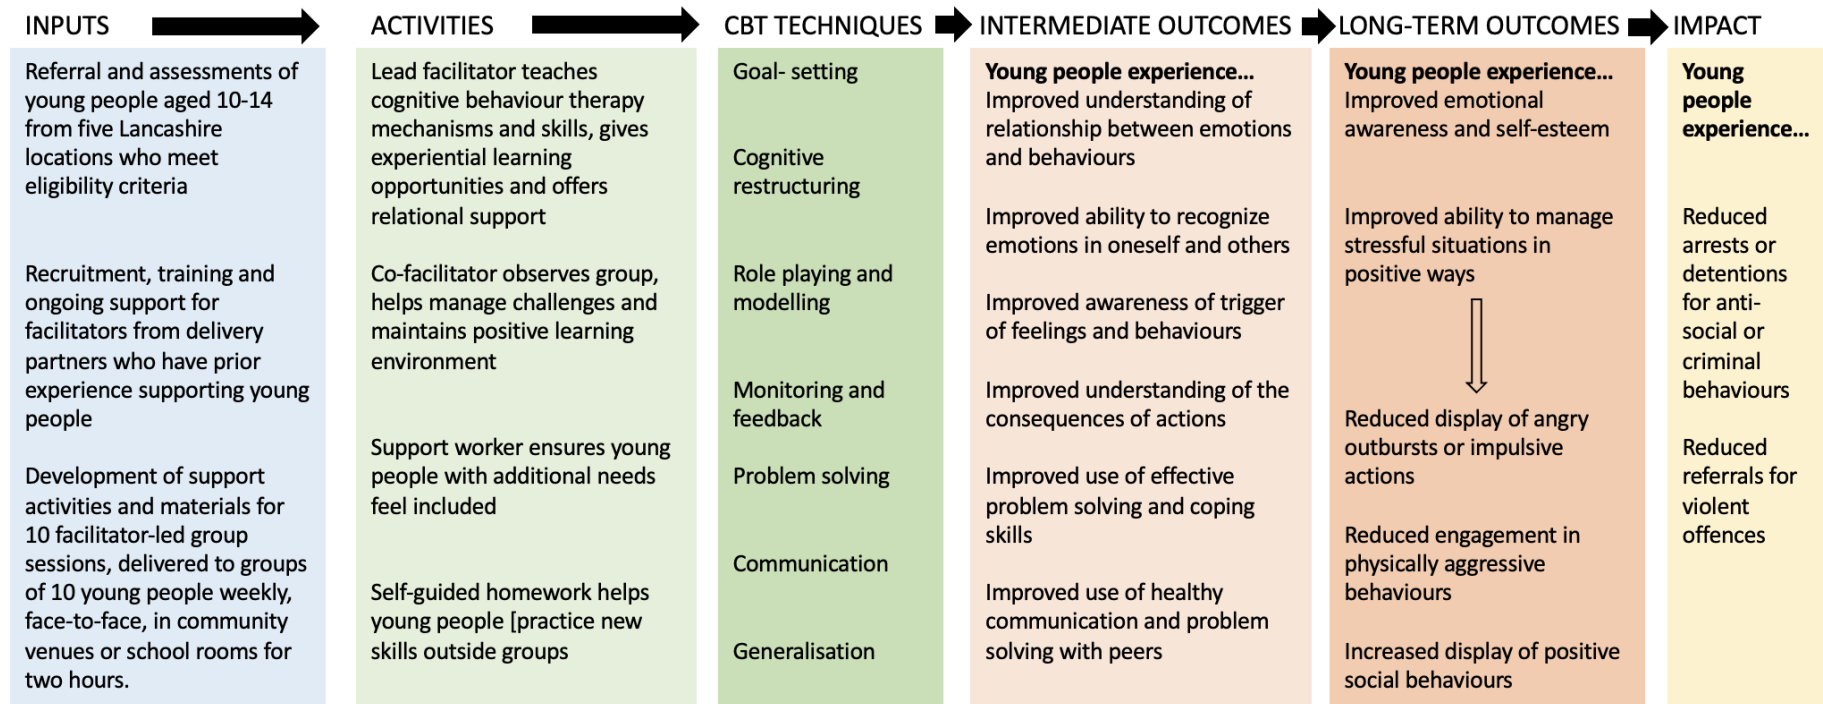 INPUTS
ACTIVITIES
CBT TECHNIQUES
INTERMEDIATE OUTCOMES
LONG-TERM OUTCOMES
IMPACT
Referral and assessments of
young people aged 10-14
from five Lancashire
locations who meet
eligibility criteria
Recruitment, training and
ongoing support for
facilitators from delivery
partners who have prior
experience supporting young
people
Development of support
activities and materials for
10 facilitator-led group
sessions, delivered to groups
of 10 young people weekly,
face-to-face, in community
venues or school rooms for
two hours.
Lead facilitator teaches
cognitive behaviour therapy
mechanisms and skills, gives
experiential learning
opportunities and offers
relational support
Co-facilitator observes group,
helps manage challenges and
maintains positive learning
environment
Support worker ensures young
people with additional needs
feel included
Self-guided homework helps
young people [practice new
skills outside groups
Goal- setting
Cognitive
restructuring
Role playing and
modelling
Monitoring and
feedback
Problem solving
Communication
Generalisation
Young people experience...
Improved understanding of
relationship between emotions
and behaviours
Improved ability to recognize
emotions in oneself and others
Improved awareness of trigger
of feelings and behaviours
Improved understanding of the
consequences of actions
Improved use of effective
problem solving and coping
skills
Improved use of healthy
communication and problem
solving with peers
Young people experience...
Improved emotional
awareness and self-esteem
Improved ability to manage
stressful situations in
positive ways
Reduced display of angry
outbursts or impulsive
actions
Reduced engagement in
physically aggressive
behaviours
Increased display of positive
social behaviours
Young
people
experience...
Reduced
arrests or
detentions
for anti-
social or
criminal
behaviours
Reduced
referrals for
violent
offences